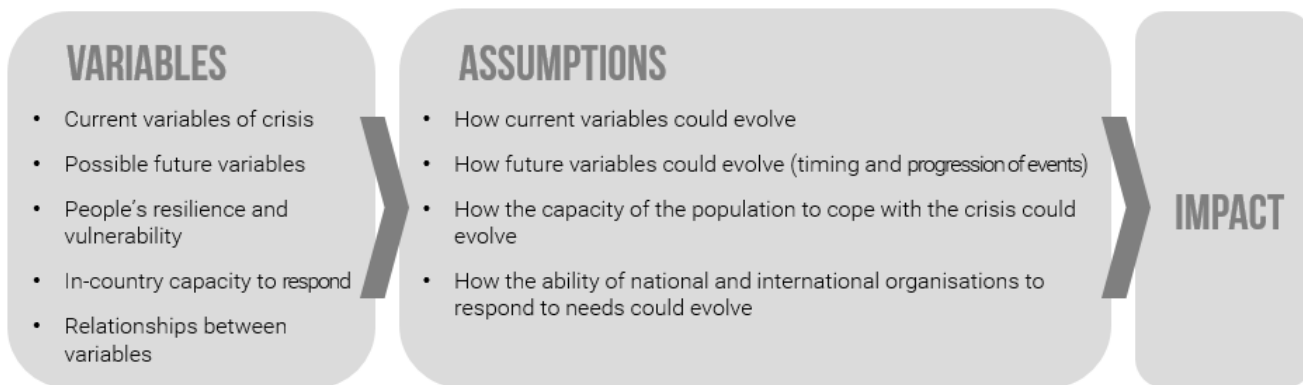 VARIABLES
• Current variables of crisis
• Possible future variables
• People's resilience and
vulnerability
• In-country capacity to respond
• Relationships between
variables
ASSUMPTIONS
• How current variables could evolve
• How future variables could evolve (timing and progression of events)
• How the capacity of the population to cope with the crisis could
evolve
• How the ability of national and international organisations to
respond to needs could evolve
IMPACT